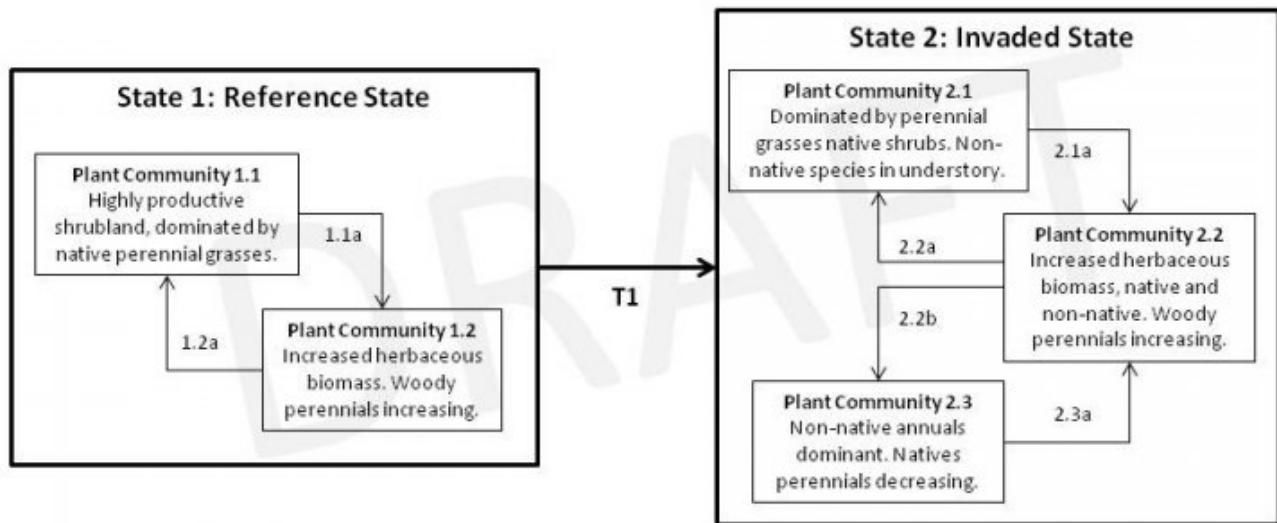 State 1: Reference State
Plant Community 1.1
Highly productive
shrubland, dominated by
native perennial grasses.
1.1a
1.2a
Plant Community 1.2
Increased herbaceous
biomass. Woody
perennials increasing.
T1
State 2: Invaded State
Plant Community 2.1
Dominated by perennial
grasses native shrubs. Non-
native species in understory.
2.1a
2.2a
Plant Community 2.2
Increased herbaceous
biomass, native and
non-native. Woody
perennials increasing.
2.2b
Plant Community 2.3
Non-native annuals
dominant. Natives
perennials decreasing.
2.3a
DRAFT